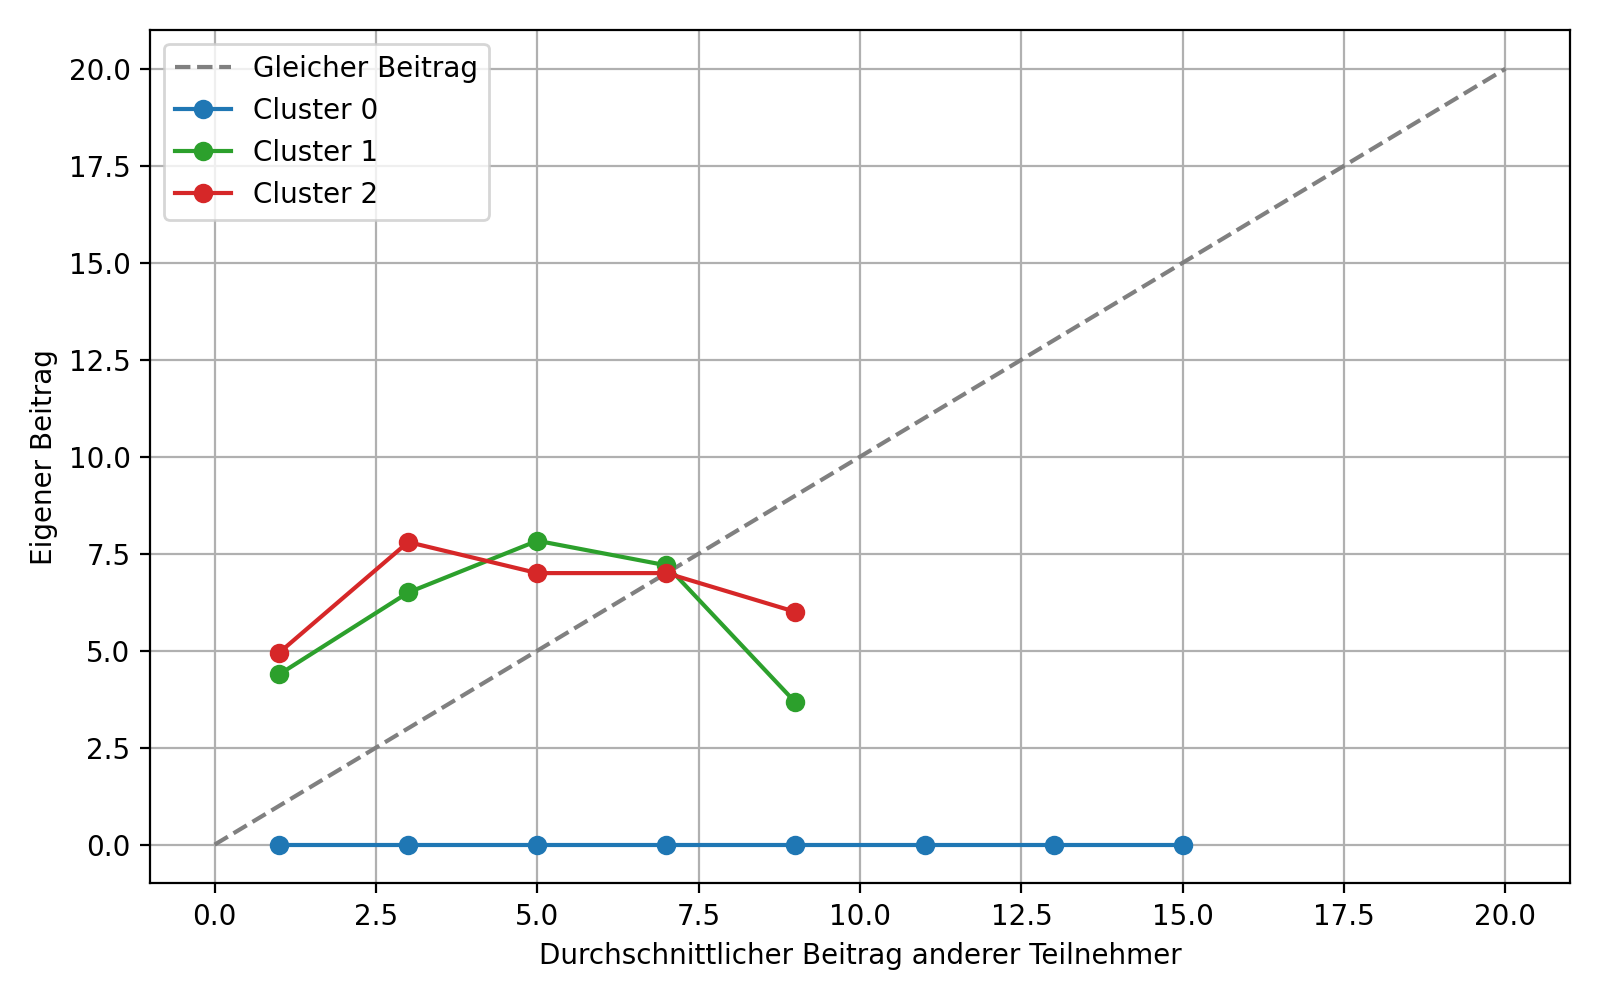 Gleicher Beitrag
Cluster 0
Cluster 1
Cluster 2
20.0
17.5
15.0
12.5
10.0
7.5
5.0
2.5
0.0
Eigener Beitrag
0.0 2.5 5.0 7.5 10.0 12.5 15.0 17.5 20.0
Durchschnittlicher Beitrag anderer Teilnehmer